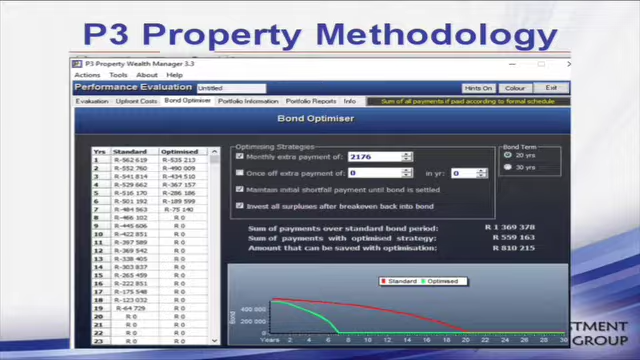 P3 Property Methodology
P3 Property Wealth Manager 3.3
Actions Tools About Help
Performance Evaluation Untitled Hints On Colour Exit
Evaluation Upfront Costs Bond Optimiser Portfolio Information Portfolio Reports Info Sum of all payments if paid according to formal schedule
Bond Optimiser
Yrs Standard Optimised
1 R-562 619 R-535 213
2 R-552 760 R-490 009
3 R-541 814 R-434 510
4 R-529 662 R-367 157
5 R-516 170 R-286 186
6 R-501 192 R-189 599
7 R-484 563 R-75 140
8 R-466 102 R 0
9 R-445 606 R 0
10 R-422 851 R 0
11 R-397 589 R 0
12 R-369 542 R 0
13 R-338 405 R 0
14 R-303 837 R 0
15 R-265 459 R 0
16 R-222 851 R 0
17 R-175 548 R 0
18 R-123 032 R 0
19 R-64 729 R 0
20 R 0 R 0
21 R 0 R 0
22 R 0 R 0
23 R 0 R 0
Optimising Strategies
Monthly extra payment of: 2176
Once off extra payment of: 0 in yr: 0
Maintain initial shortfall payment until bond is settled
Invest all surpluses after breakeven back into bond
Bond Term
20 yrs
30 yrs
Sum of payments over standard bond period: R 1 369 378
Sum of payments with optimised strategy: R 559 163
Amount that can be saved with optimisation: R 810 215
Standard Optimised
Bond
400 000
200 000
0
Years 2 4 6 8 10 12 14 16 18 20 22 24 26 28 30
STMENT
GROUP